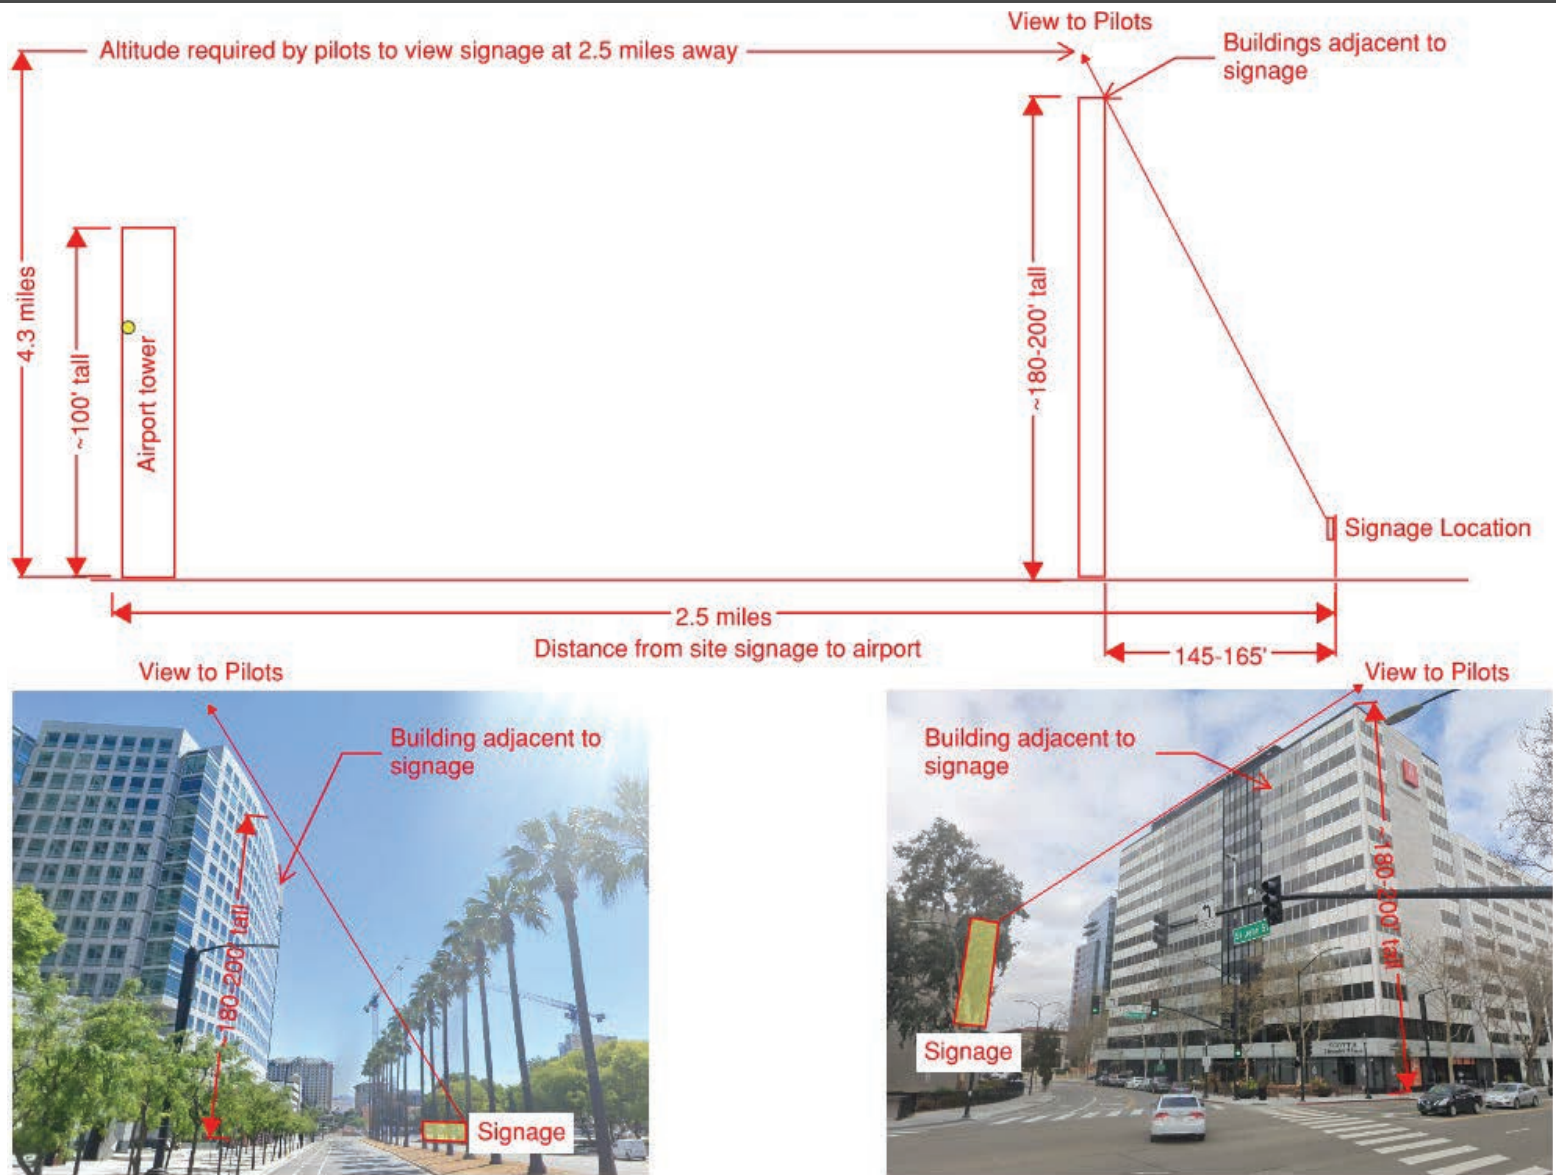 View to Pilots
Altitude required by pilots to view signage at 2.5 miles away
Buildings adjacent to
signage
4.3 miles
~100' tall
Airport tower
~180-200' tall
Signage Location
2.5 miles
Distance from site signage to airport
145-165'
View to Pilots
Building adjacent to
signage
~180-200' tall
Signage
View to Pilots
Building adjacent to
signage
~180-200' tall
Signage